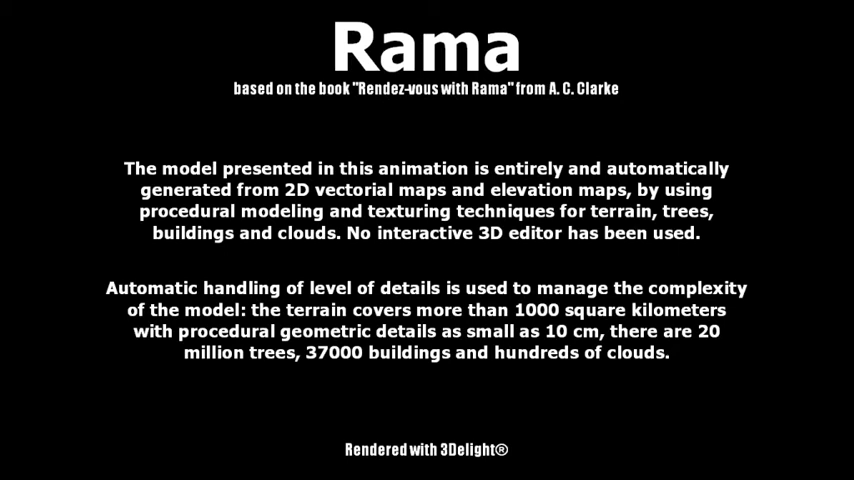 Rama
based on the book "Rendez-vous with Rama" from A. C. Clarke
The model presented in this animation is entirely and automatically
generated from 2D vectorial maps and elevation maps, by using
procedural modeling and texturing techniques for terrain, trees,
buildings and clouds. No interactive 3D editor has been used.
Automatic handling of level of details is used to manage the complexity
of the model: the terrain covers more than 1000 square kilometers
with procedural geometric details as small as 10 cm, there are 20
million trees, 37000 buildings and hundreds of clouds.
Rendered with 3Delight®